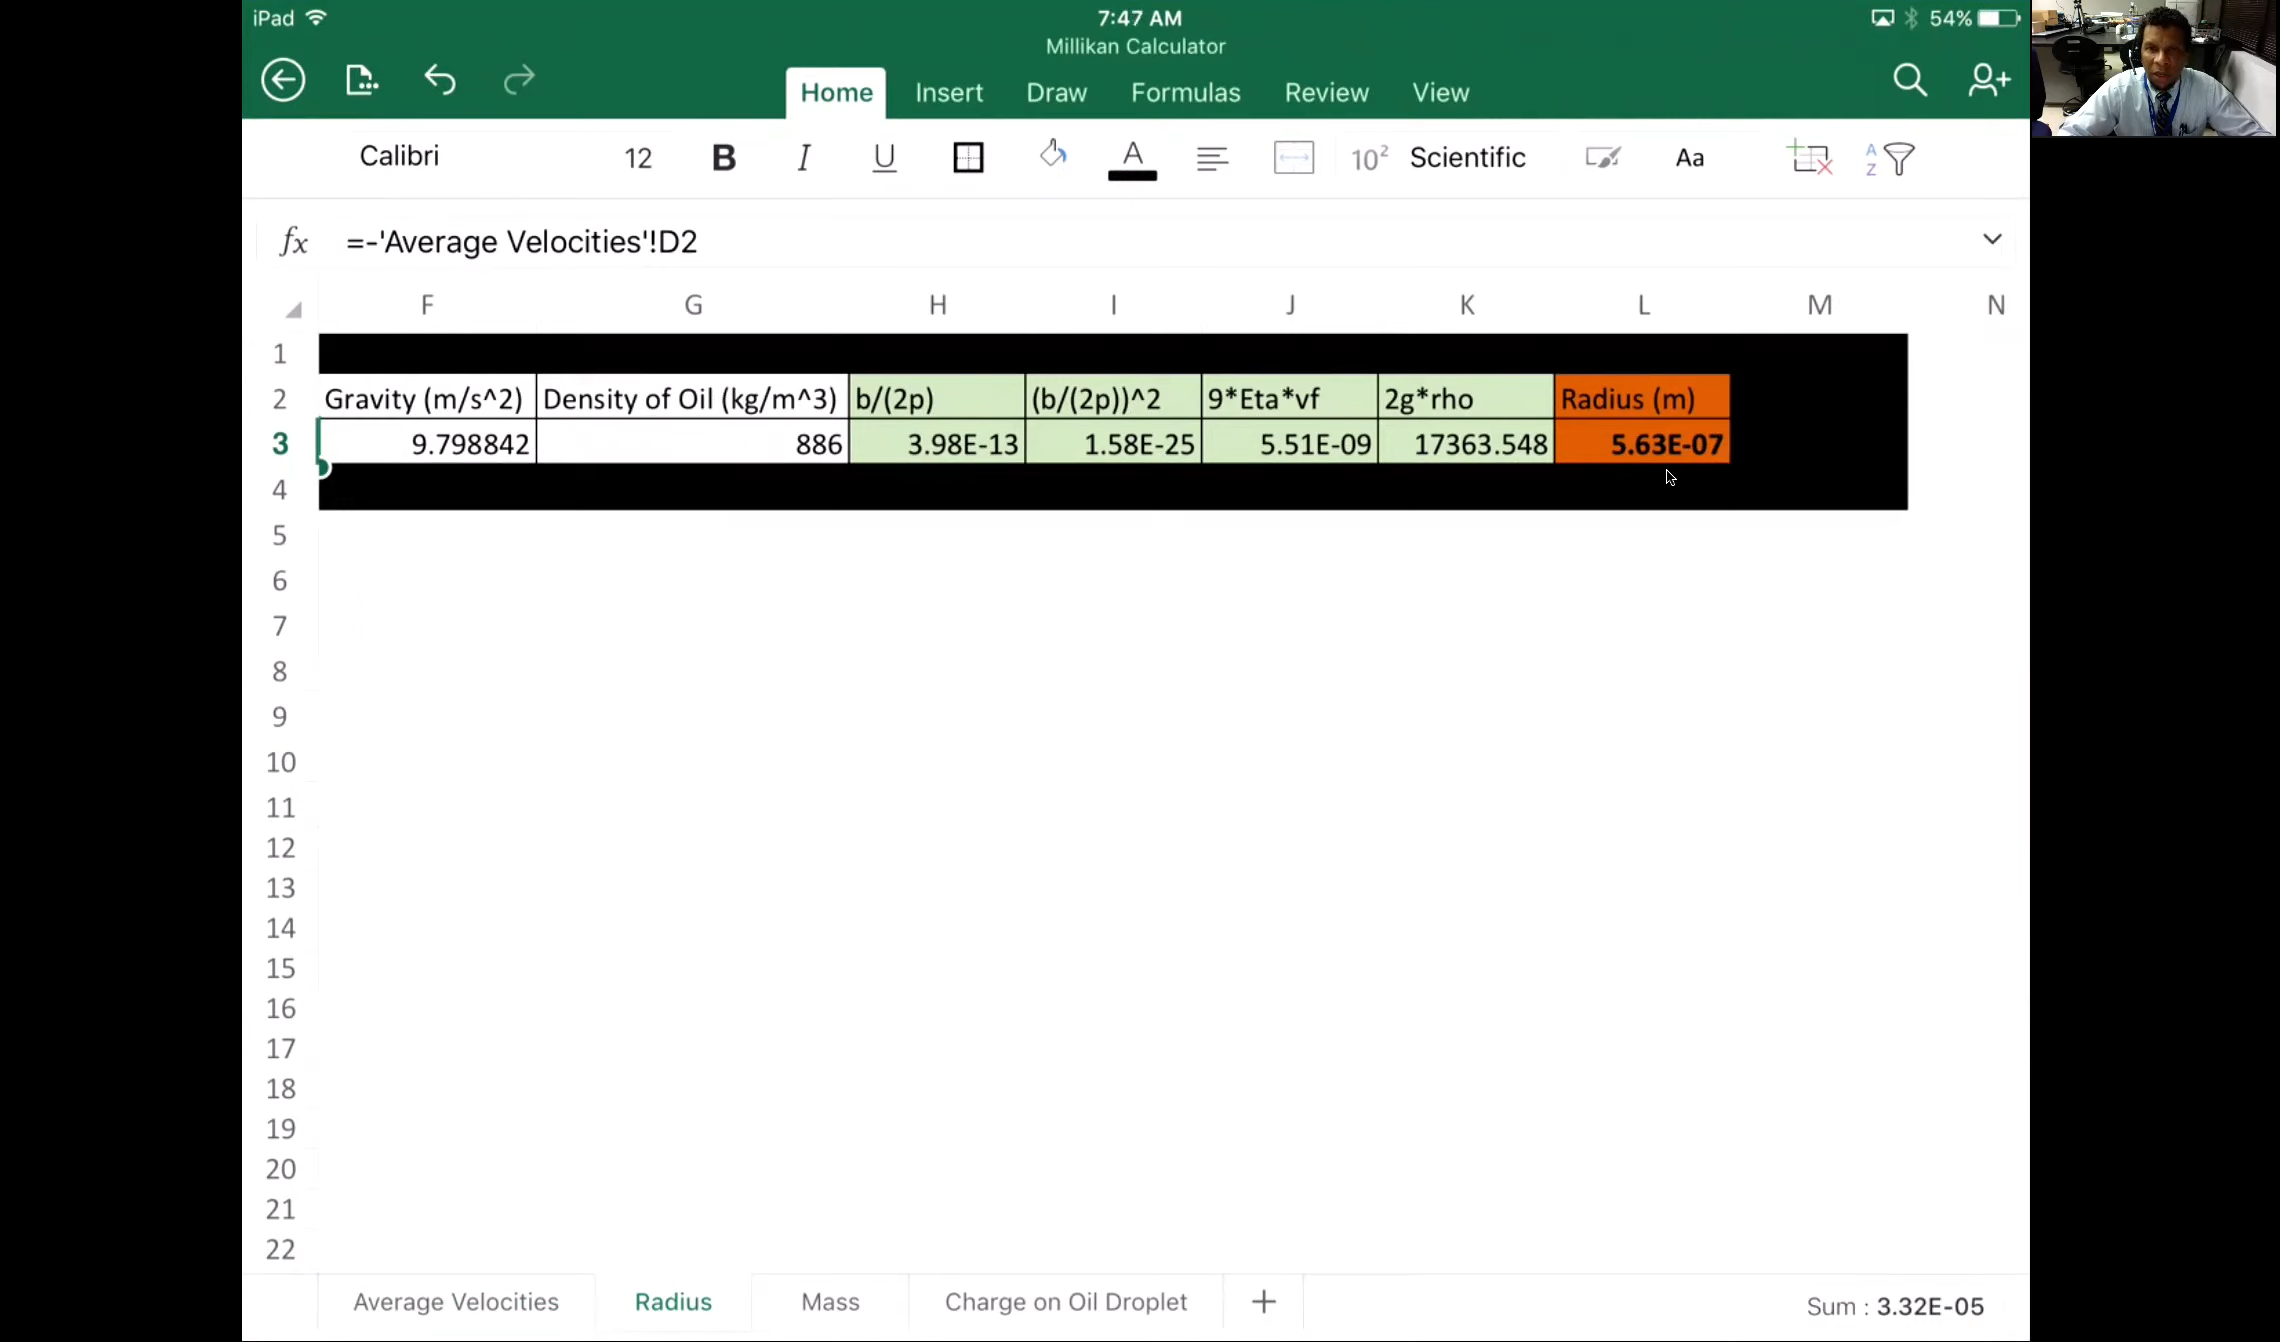 iPad
7:47 AM
54%
Millikan Calculator
Home Insert Draw Formulas Review View
Calibri 12 B I U A 10² Scientific Aa A Z
fx =-'Average Velocities'!D2
F G H I J K L M N
1
2 Gravity (m/s^2) Density of Oil (kg/m^3) b/(2p) (b/(2p))^2 9*Eta*vf 2g*rho Radius (m)
3 9.798842 886 3.98E-13 1.58E-25 5.51E-09 17363.548 5.63E-07
4
5
6
7
8
9
10
11
12
13
14
15
16
17
18
19
20
21
22
Average Velocities Radius Mass Charge on Oil Droplet + Sum : 3.32E-05